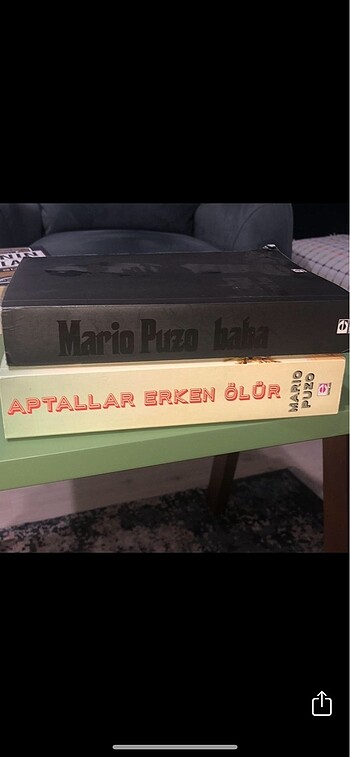 Mario Puzo baba
APTALLAR ERKEN ÖLÜR
MARIO
PUZO